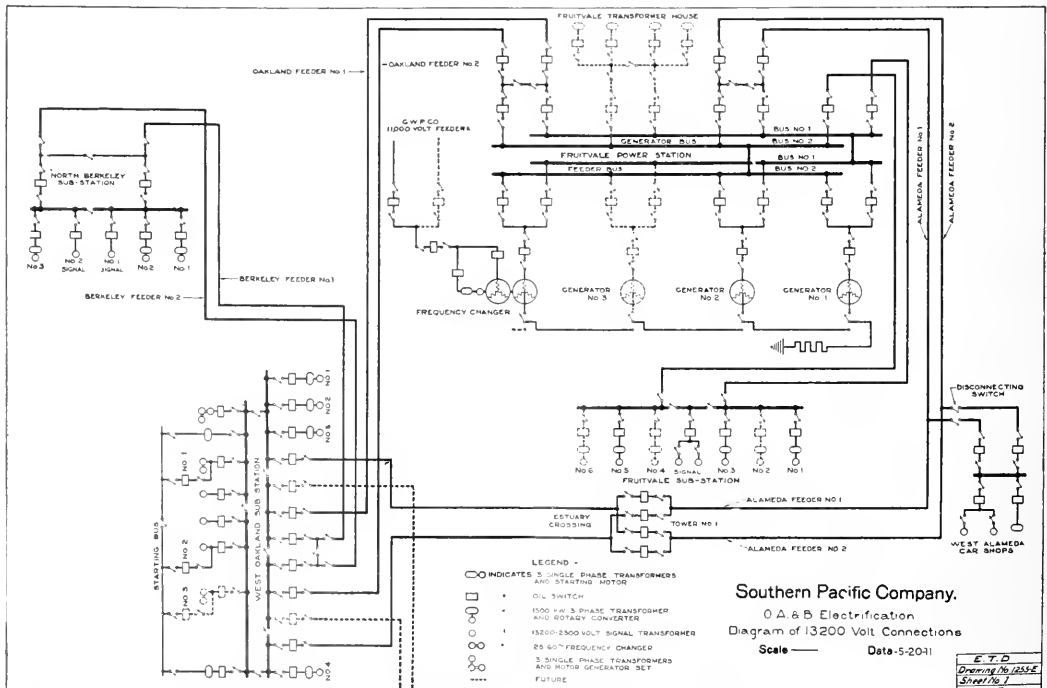 FRUITVALE TRANSFORMER HOUSE
OAKLAND FEEDER No 1
OAKLAND FEEDER No 2
G.W.P.CO
11,000 VOLT FEEDERS
BUS NO 1
GENERATOR BUS
BUS NO 2
FRUITVALE POWER STATION
BUS NO 1
FEEDER BUS
BUS NO 2
ALAMEDA FEEDER No 1
ALAMEDA FEEDER No 2
NORTH BERKELEY
SUB-STATION
No 3
No 2
SIGNAL
No 1
SIGNAL
No 2
No 1
BERKELEY FEEDER No 1
BERKELEY FEEDER No 2
FREQUENCY CHANGER
GENERATOR
No 3
GENERATOR
No 2
GENERATOR
No 1
DISCONNECTING
SWITCH
NO 1
NO 2
NO 3
No 6
No 5
No 4
SIGNAL
No 3
No 2
No 1
FRUITVALE SUB-STATION
STARTING BUS
NO 1
NO 2
NO 3
WEST OAKLAND SUB STATION
NO 4
ALAMEDA FEEDER NO 1
ESTUARY
CROSSING
TOWER NO 1
ALAMEDA FEEDER NO 2
WEST ALAMEDA
CAR SHOPS
LEGEND -
INDICATES 3 SINGLE PHASE TRANSFORMERS
AND STARTING MOTOR
" OIL SWITCH
" 1500 KW 3 PHASE TRANSFORMER
AND ROTARY CONVERTER
" 13200-2300 VOLT SIGNAL TRANSFORMER
" 25 60~ FREQUENCY CHANGER
3 SINGLE PHASE TRANSFORMERS
AND MOTOR GENERATOR SET
---- FUTURE
Southern Pacific Company.
O.A.& B Electrification
Diagram of 13200 Volt Connections
Scale —— Data-5-20-11
E.T.D
Drawing No 1255-E
Sheet No 1